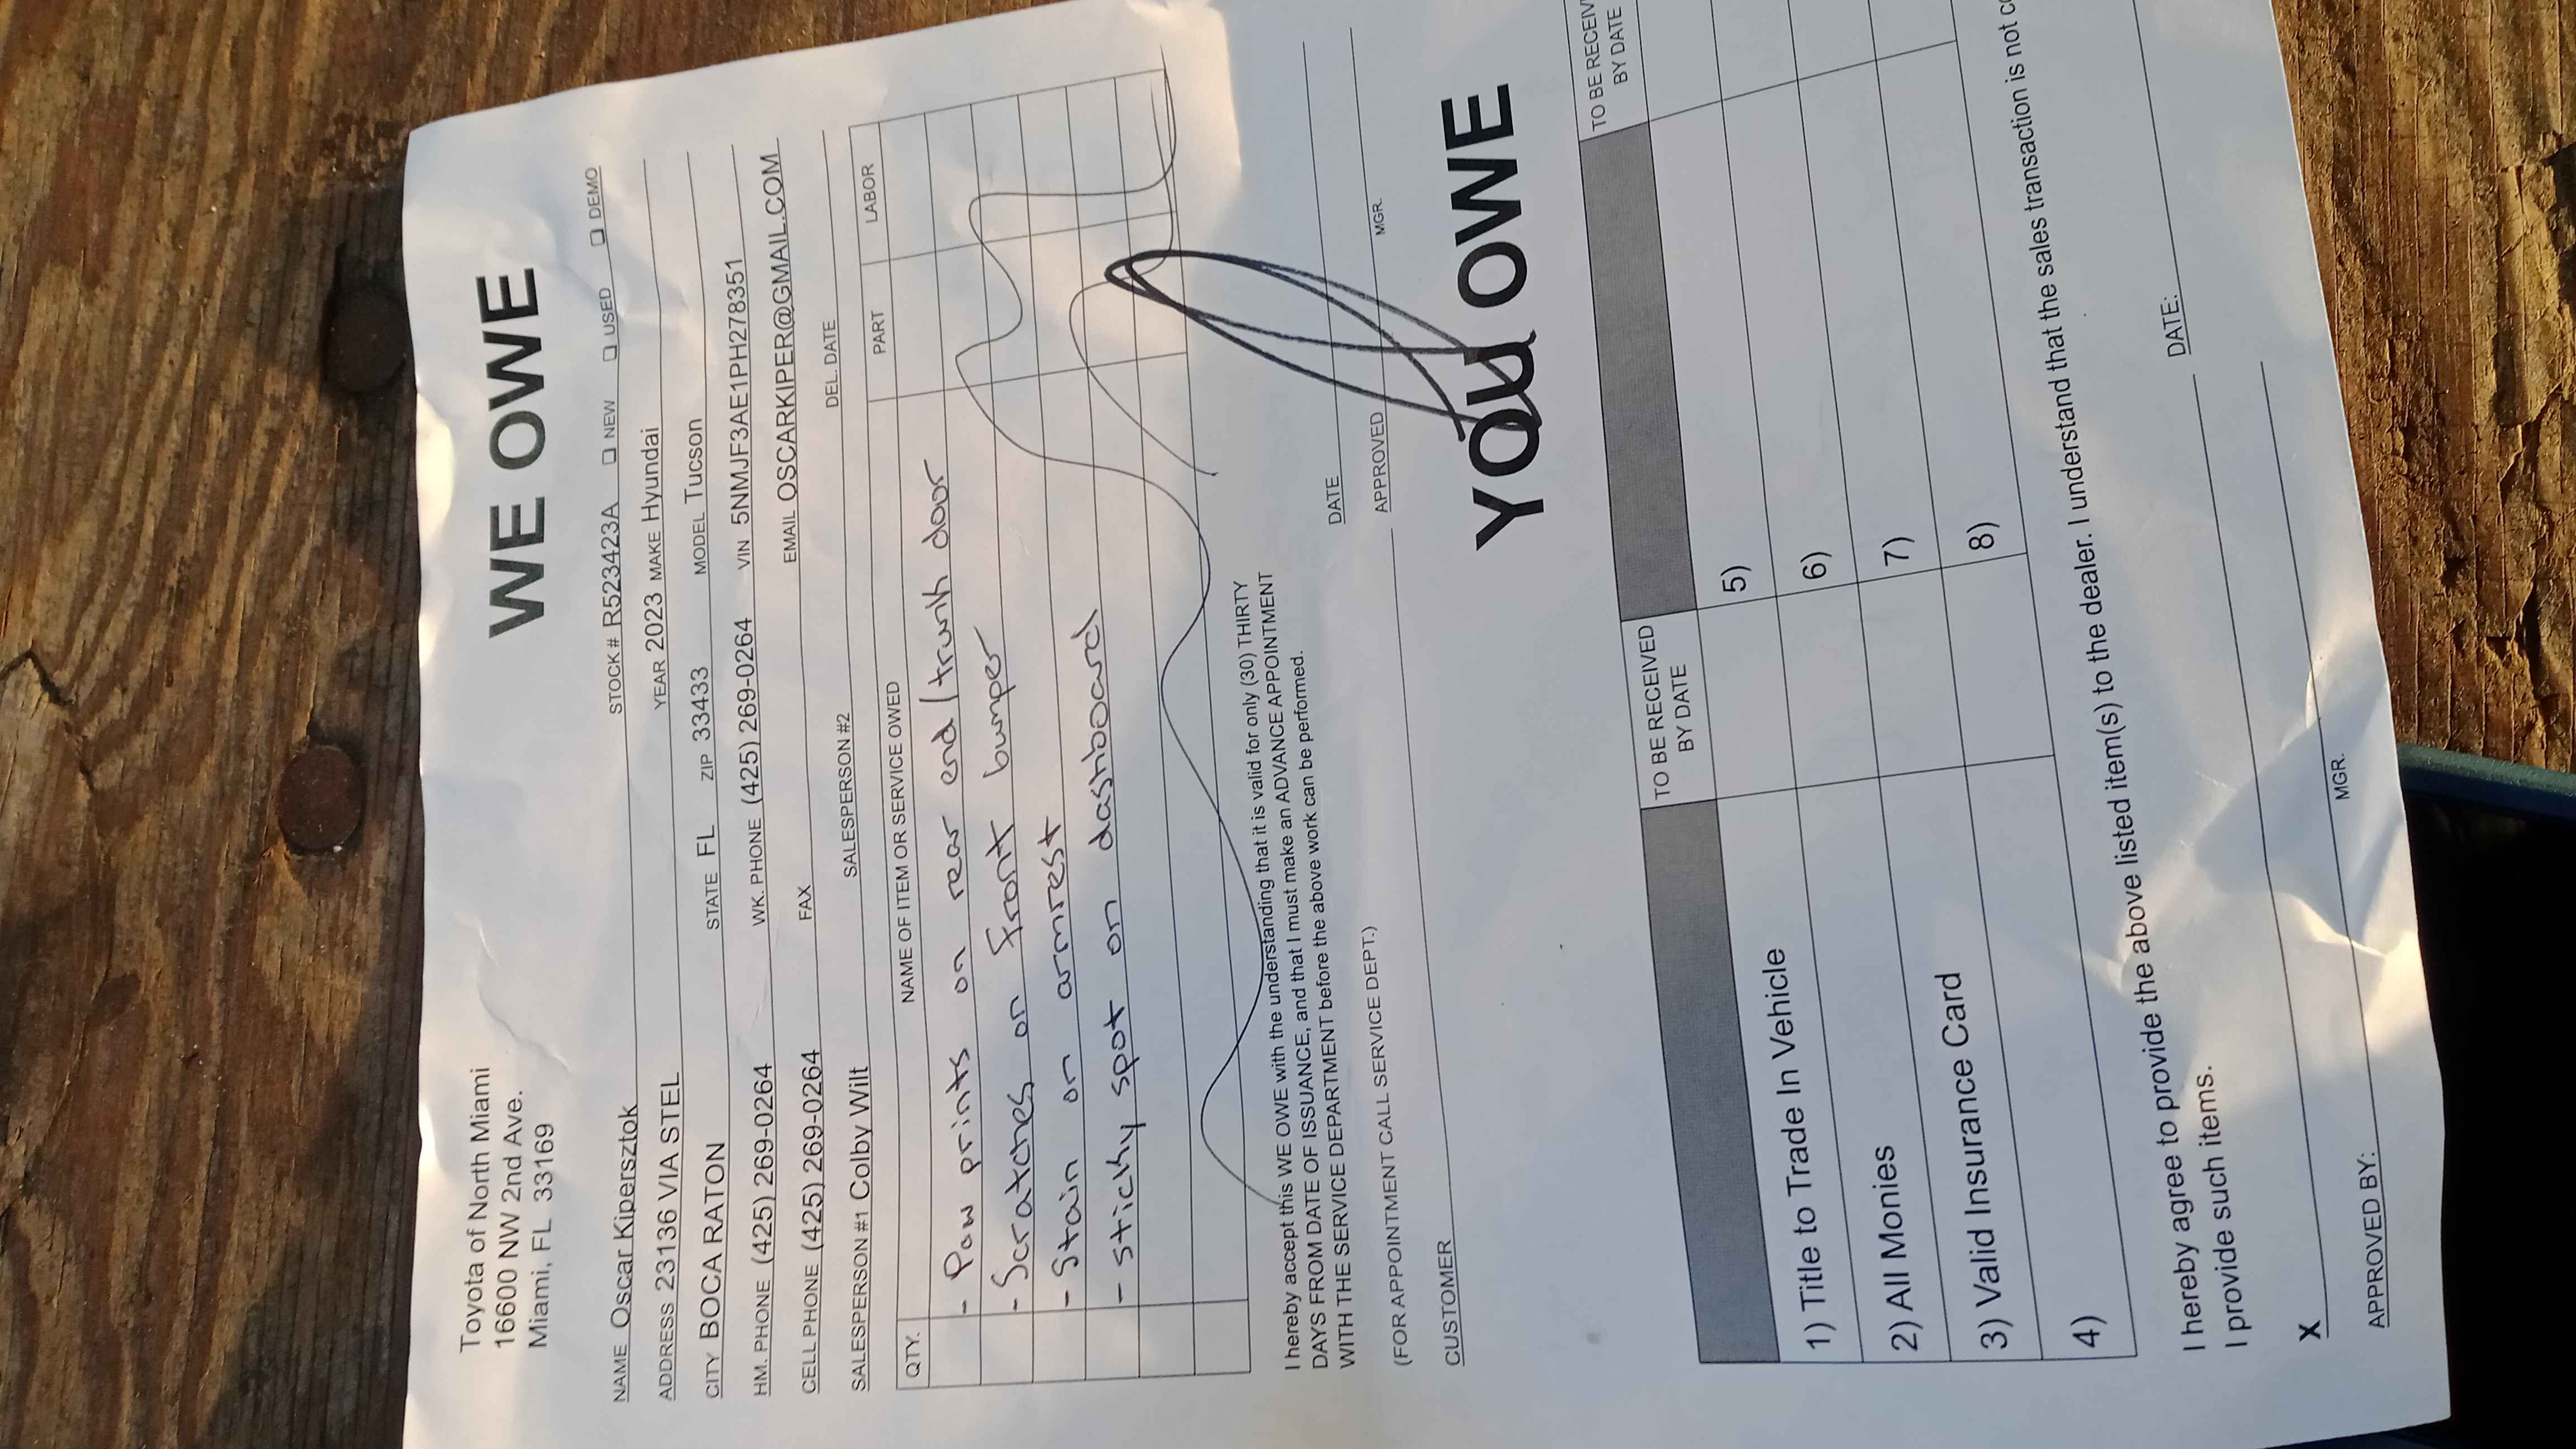 Toyota of North Miami
16600 NW 2nd Ave.
Miami, FL 33169
WE OWE
STOCK# R523423A ❑ NEW ❑ USED ❑ DEMO
NAME Oscar Kipersztok
YEAR 2023 MAKE Hyundai
ADDRESS 23136 VIA STEL
CITY BOCA RATON STATE FL ZIP 33433 MODEL Tucson
HM. PHONE (425) 269-0264 WK. PHONE (425) 269-0264 VIN 5NMJF3AE1PH278351
CELL PHONE (425) 269-0264 FAX EMAIL OSCARKIPER@GMAIL.COM
SALESPERSON #1 Colby Wilt SALESPERSON #2 DEL. DATE
QTY. NAME OF ITEM OR SERVICE OWED PART LABOR
- Paw prints on rear end/trunk door
- Scratches on front bumper
- Stain on armrest
- sticky spot on dashboard
I hereby accept this WE OWE with the understanding that it is valid for only (30) THIRTY
DAYS FROM DATE OF ISSUANCE, and that I must make an ADVANCE APPOINTMENT
WITH THE SERVICE DEPARTMENT before the above work can be performed.
DATE
(FOR APPOINTMENT CALL SERVICE DEPT.)
APPROVED MGR.
CUSTOMER
YOU OWE
TO BE RECEIVED
BY DATE
TO BE RECEIV
BY DATE
1) Title to Trade In Vehicle 5)
2) All Monies 6)
3) Valid Insurance Card 7)
4) 8)
I hereby agree to provide the above listed item(s) to the dealer. I understand that the sales transaction is not c
I provide such items.
X DATE:
APPROVED BY: MGR.